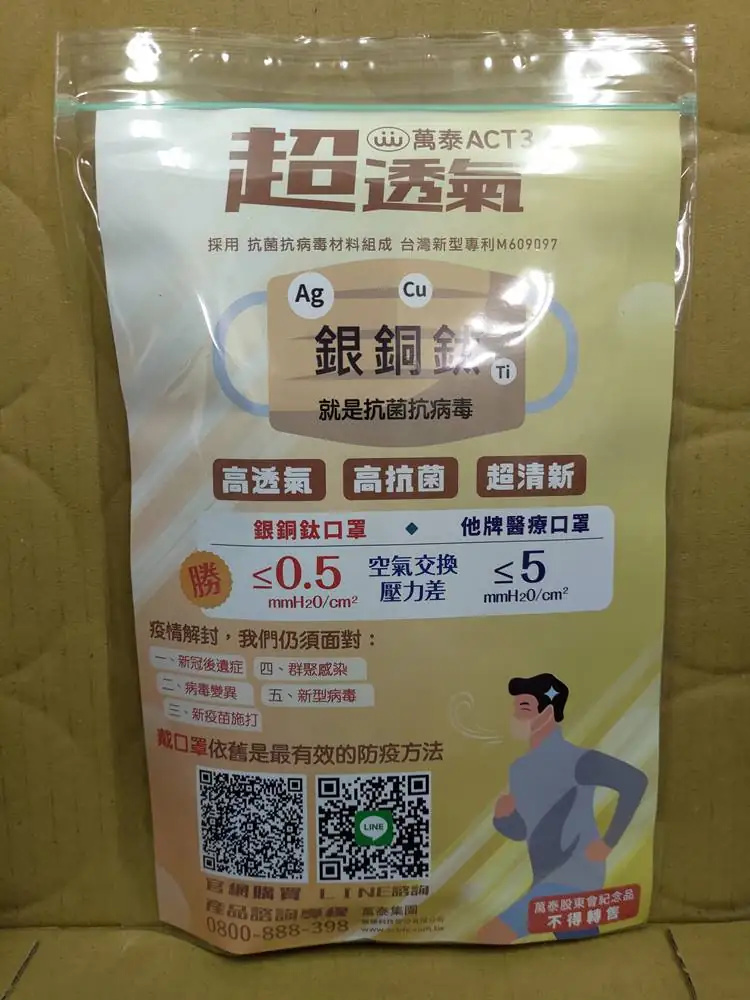 萬泰ACT3
超透氣
採用 抗菌抗病毒材料組成 台灣新型專利M609097
Ag
Cu
銀銅鈦
Ti
就是抗菌抗病毒
高透氣 高抗菌 超清新
銀銅鈦口罩 ◆ 他牌醫療口罩
勝
≤0.5 空氣交換 ≤5
mmH2O/cm² 壓力差 mmH2O/cm²
疫情解封，我們仍須面對：
一、新冠後遺症 四、群聚感染
二、病毒變異 五、新型病毒
三、新疫苗施打
戴口罩依舊是最有效的防疫方法
LINE
官網購買 LINE諮詢
產品諮詢專線 萬泰集團
0800-888-398
萬泰股東會紀念品
不得轉售